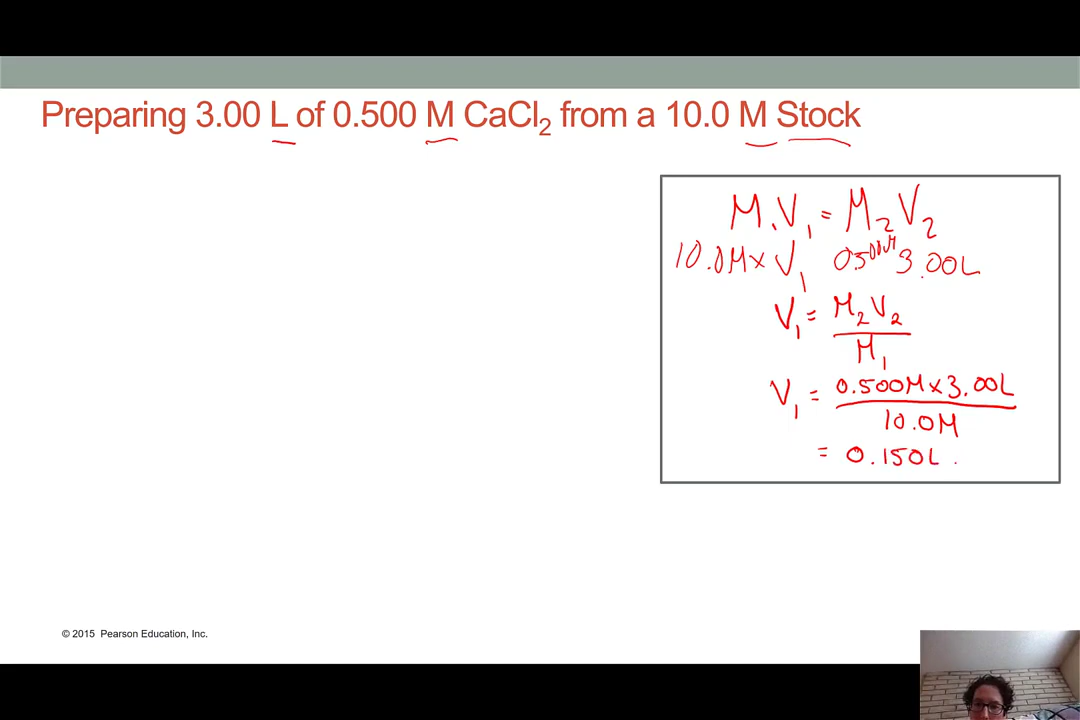 Preparing 3.00 L of 0.500 M CaCl₂ from a 10.0 M Stock
M₁V₁ = M₂V₂
10.0M × V₁ 0.500M 3.00L
V₁ = M₂V₂
M₁
V₁ = 0.500M × 3.00L
10.0M
= 0.150L.
© 2015 Pearson Education, Inc.